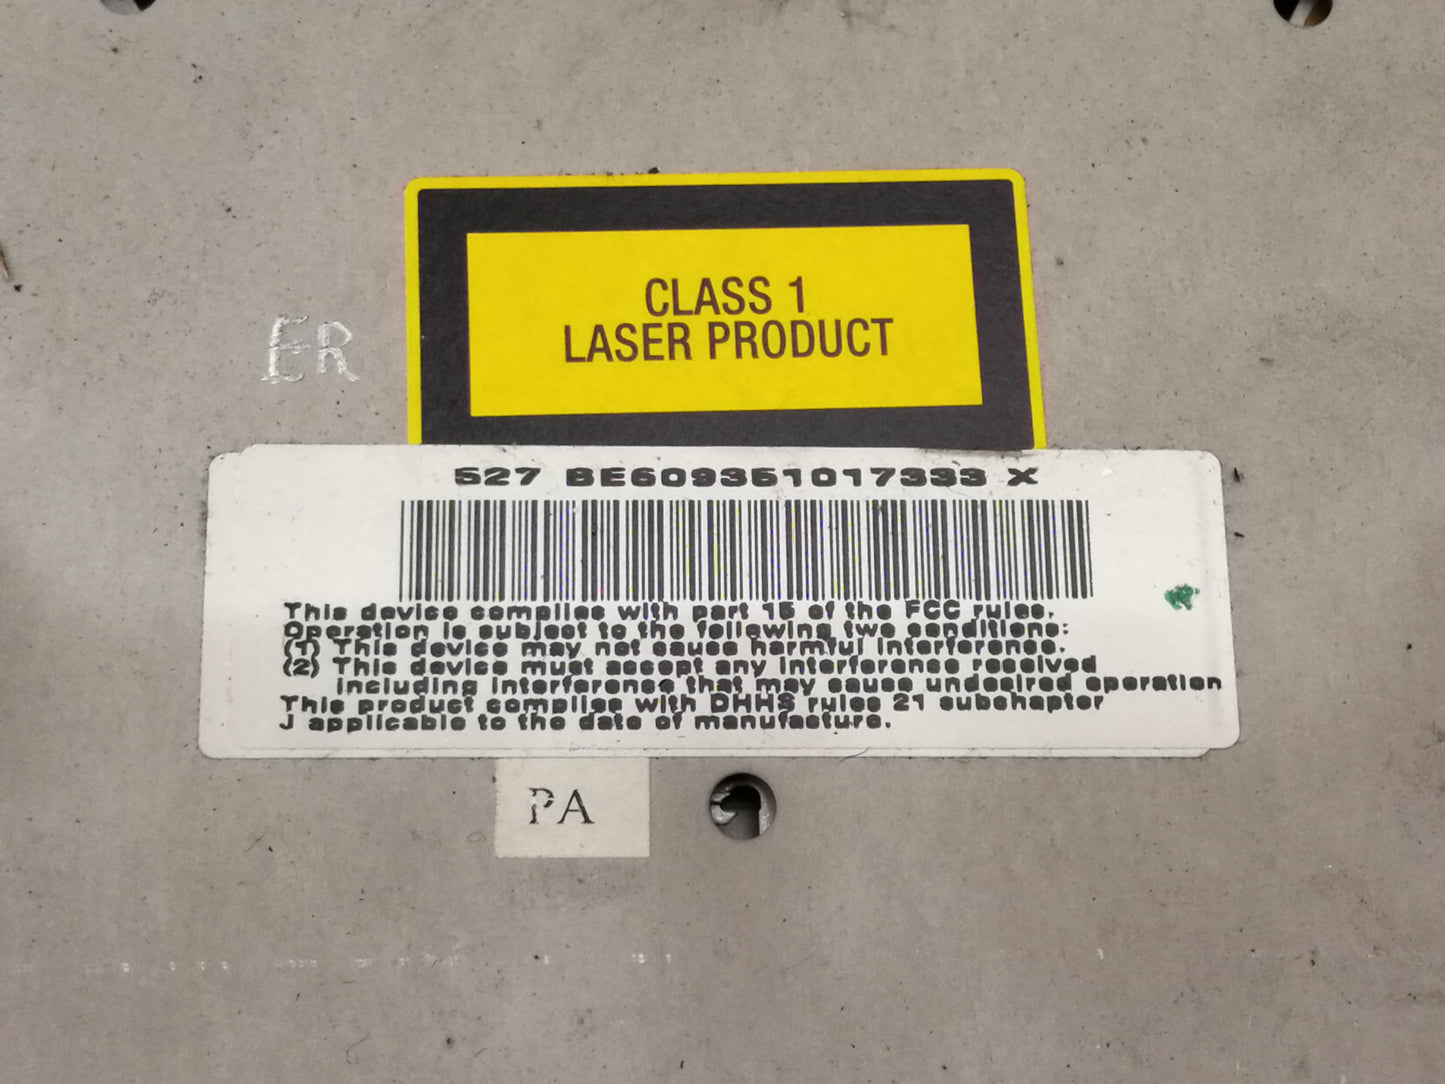 CLASS 1
LASER PRODUCT
ER
527 BE609351017333 X
This device complies with part 15 of the FCC rules.
Operation is subject to the following two conditions:
(1) This device may not cause harmful interference.
(2) This device must accept any interference received
including interference that may cause undesired operation
This product complies with DHHS rules 21 subchapter
J applicable to the date of manufacture.
PA